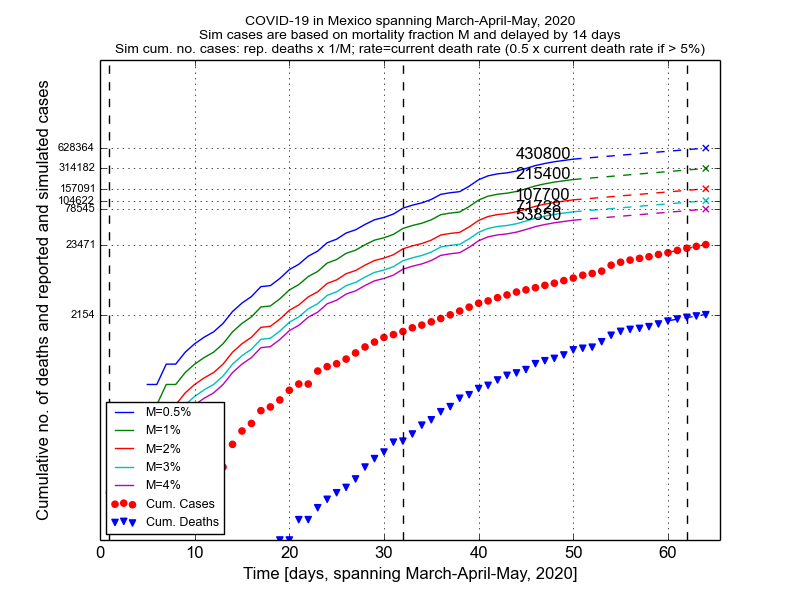 COVID-19 in Mexico spanning March-April-May, 2020
Sim cases are based on mortality fraction M and delayed by 14 days
Sim cum. no. cases: rep. deaths x 1/M; rate=current death rate (0.5 x current death rate if > 5%)
Cumulative no. of deaths and reported and simulated cases
628364
314182
157091
104622
78545
23471
2154
430800
215400
107700
71728
53850
M=0.5%
M=1%
M=2%
M=3%
M=4%
Cum. Cases
Cum. Deaths
0 10 20 30 40 50 60
Time [days, spanning March-April-May, 2020]